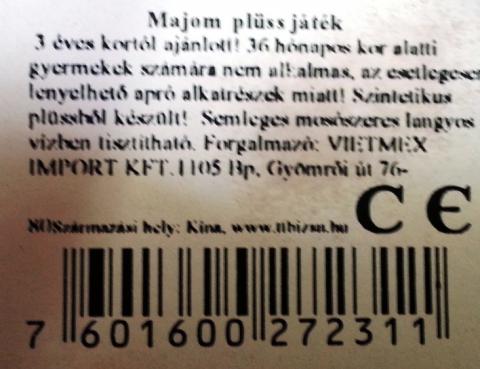 Majom plüss játék
3 éves kortól ajánlott! 36 hónapos kor alatti
gyermekek számára nem alkalmas, az esetlegesen
lenyelhető apró alkatrészek miatt! Szintetikus
plüssből készült! Semleges mosószeres langyos
vízben tisztítható. Forgalmazó: VIETMEX
IMPORT KFT.1105 Bp, Gyömrői út 76-
80Származási hely: Kína,
CE
7 601600 272311